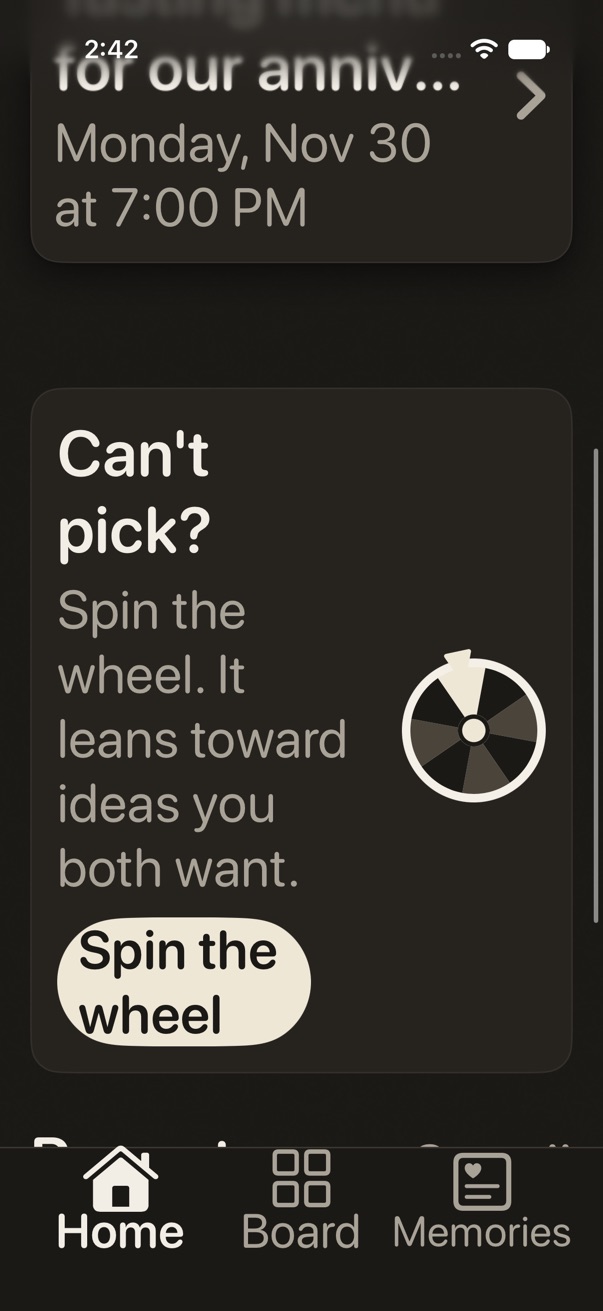 2:42
for our anniv...
Monday, Nov 30
at 7:00 PM
Can't
pick?
Spin the
wheel. It
leans toward
ideas you
both want.
Spin the
wheel
Home
Board
Memories